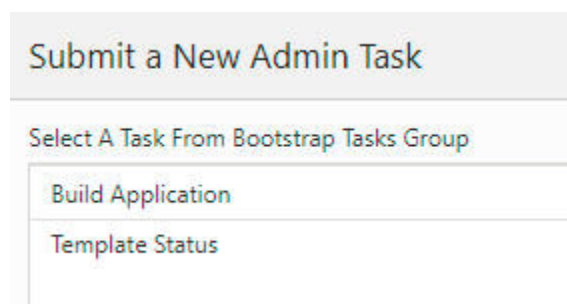 Submit a New Admin Task
Select A Task From Bootstrap Tasks Group
Build Application
Template Status